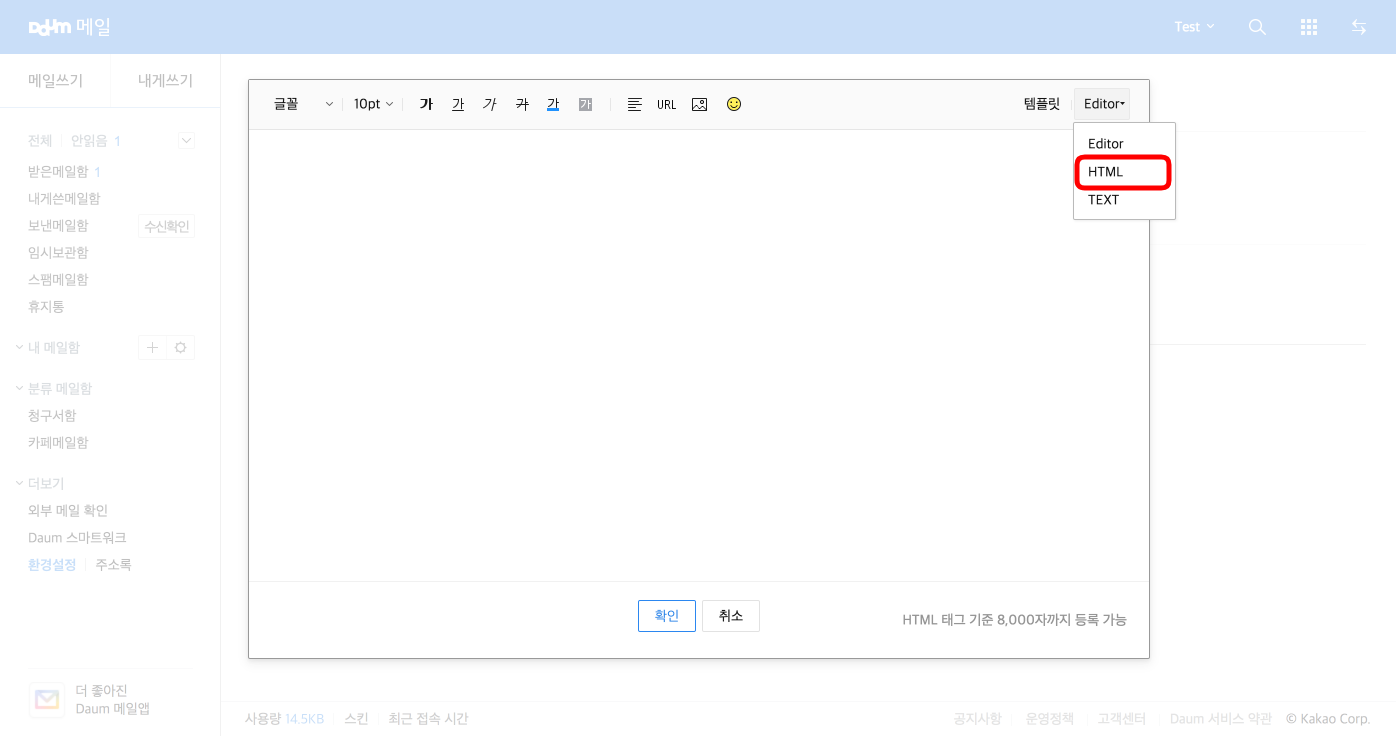 Daum 메일
Test
메일쓰기 내게쓰기
전체 안읽음 1
받은메일함 1
내게쓴메일함
보낸메일함 수신확인
임시보관함
스팸메일함
휴지통
내 메일함
분류 메일함
청구서함
카페메일함
더보기
외부 메일 확인
Daum 스마트워크
환경설정 주소록
더 좋아진
Daum 메일앱
글꼴 10pt 가 가 가 가 가 가 URL 템플릿 Editor
Editor
HTML
TEXT
확인 취소 HTML 태그 기준 8,000자까지 등록 가능
사용량 14.5KB 스킨 최근 접속 시간 공지사항 운영정책 고객센터 Daum 서비스 약관 © Kakao Corp.